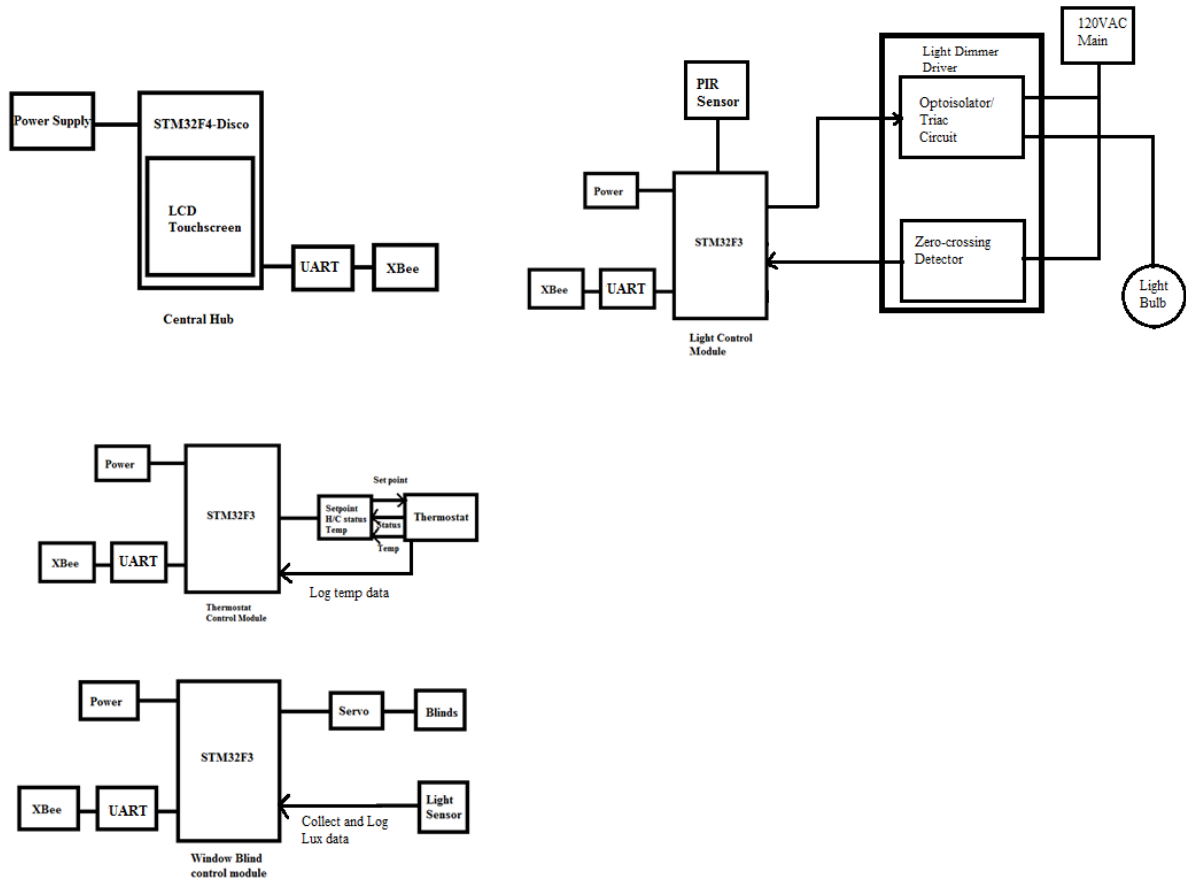 Power Supply
STM32F4-Disco
LCD
Touchscreen
UART
XBee
Central Hub
120VAC
Main
Light Dimmer
Driver
PIR
Sensor
Optoisolator/
Triac
Circuit
Power
STM32F3
Zero-crossing
Detector
XBee
UART
Light
Bulb
Light Control
Module
Power
STM32F3
Set point
Setpoint
H/C status
Temp
Status
Temp
Thermostat
XBee
UART
Log temp data
Thermostat
Control Module
Power
STM32F3
Servo
Blinds
XBee
UART
Light
Sensor
Collect and Log
Lux data
Window Blind
control module